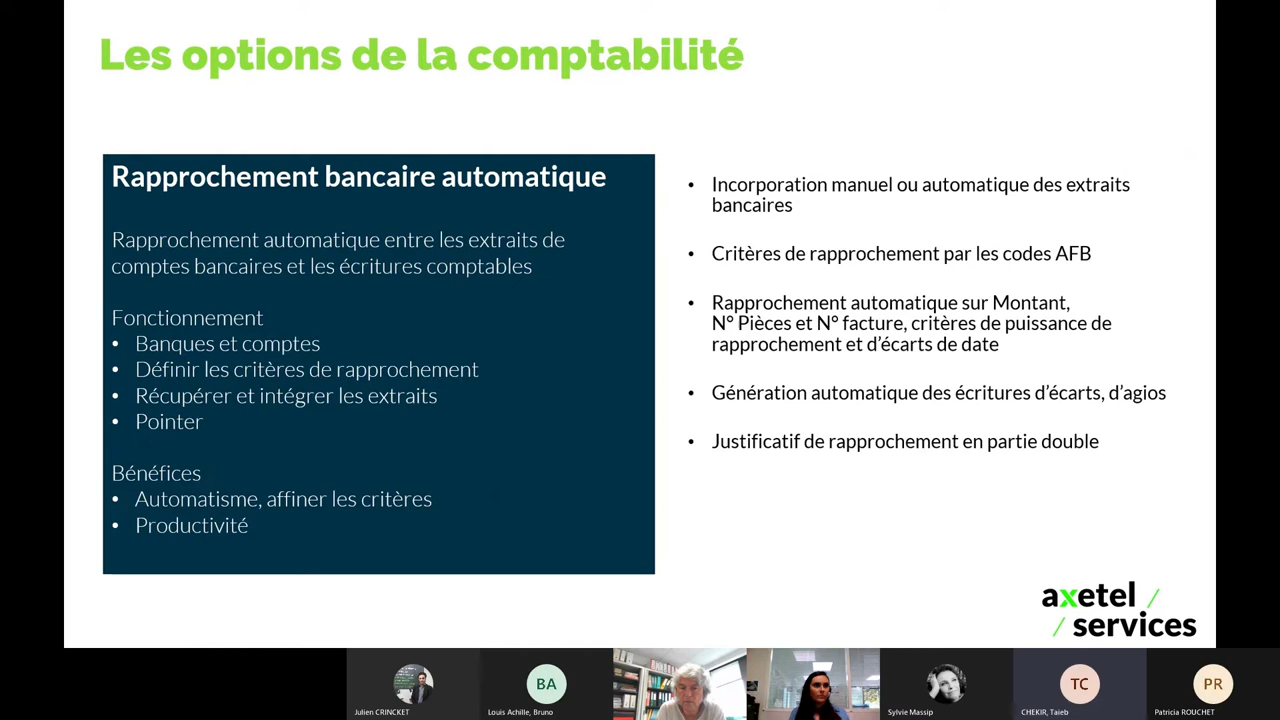 Les options de la comptabilité
Rapprochement bancaire automatique
Rapprochement automatique entre les extraits de
comptes bancaires et les écritures comptables
Fonctionnement
• Banques et comptes
• Définir les critères de rapprochement
• Récupérer et intégrer les extraits
• Pointer
Bénéfices
• Automatisme, affiner les critères
• Productivité
• Incorporation manuel ou automatique des extraits
bancaires
• Critères de rapprochement par les codes AFB
• Rapprochement automatique sur Montant,
N° Pièces et N° facture, critères de puissance de
rapprochement et d’écarts de date
• Génération automatique des écritures d’écarts, d’agios
• Justificatif de rapprochement en partie double
axetel /
/ services
BA
TC
PR
Julien CRINCKET
Louis Achille, Bruno
Sylvie Massip
CHEKIR, Taieb
Patricia ROUCHET